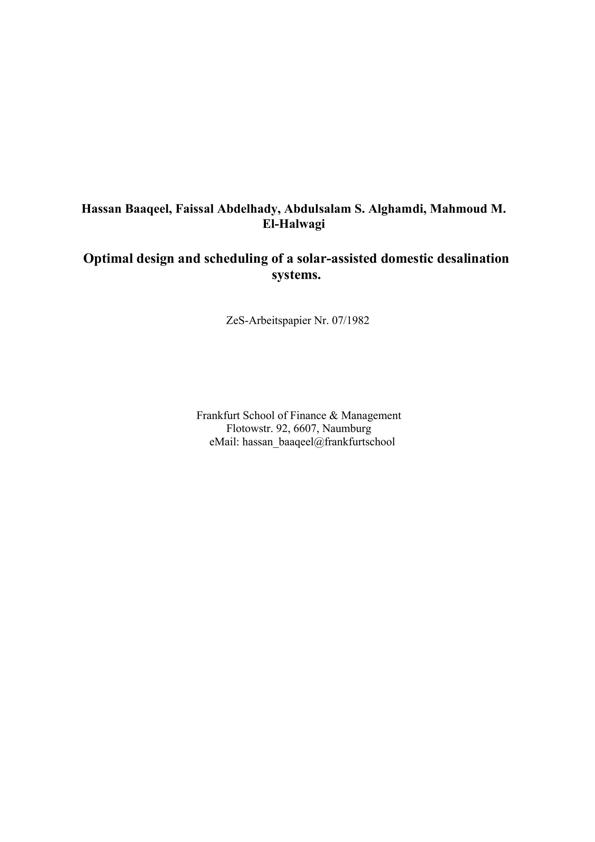 Hassan Baaqeel, Faissal Abdelhady, Abdulsalam S. Alghamdi, Mahmoud M.
El-Halwagi
Optimal design and scheduling of a solar-assisted domestic desalination
systems.
ZeS-Arbeitspapier Nr. 07/1982
Frankfurt School of Finance & Management
Flotowstr. 92, 6607, Naumburg
eMail: hassan_baaqeel@frankfurtschool